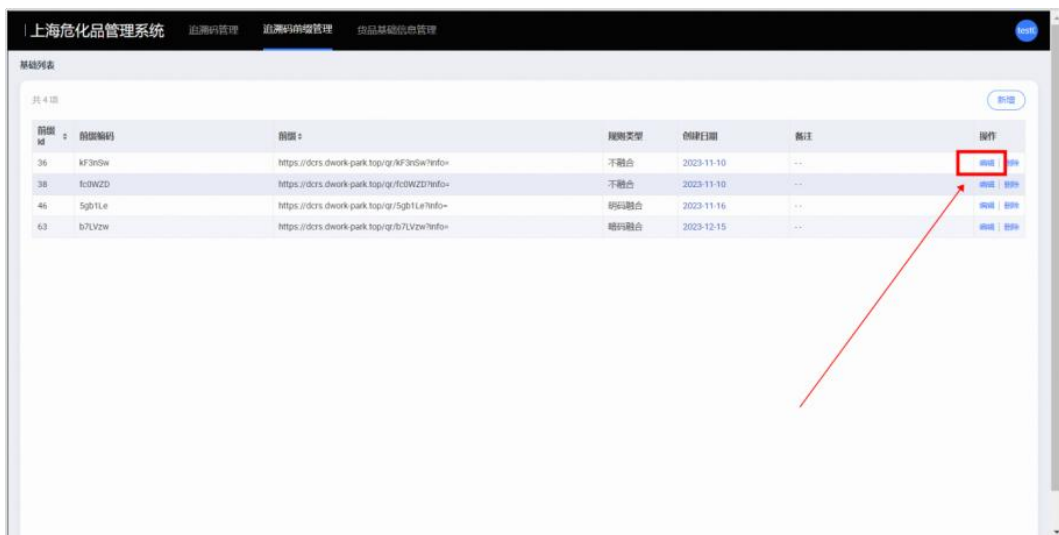 上海危化品管理系统 追溯码管理 追溯码前缀管理 货品基础信息管理 test(
基础列表
共 4 项 新增
前缀id 前缀编码 前缀 规则类型 创建日期 备注 操作
36 kF3nSw https://dcrs.dwork-park.top/qr/kF3nSw?info= 不融合 2023-11-10 - - 编辑 | 删除
38 fc0WZD https://dcrs.dwork-park.top/qr/fc0WZD?info= 不融合 2023-11-10 - - 编辑 | 删除
46 5gb1Le https://dcrs.dwork-park.top/qr/5gb1Le?info= 明码融合 2023-11-16 - - 编辑 | 删除
63 b7LVzw https://dcrs.dwork-park.top/qr/b7LVzw?info= 暗码融合 2023-12-15 - - 编辑 | 删除